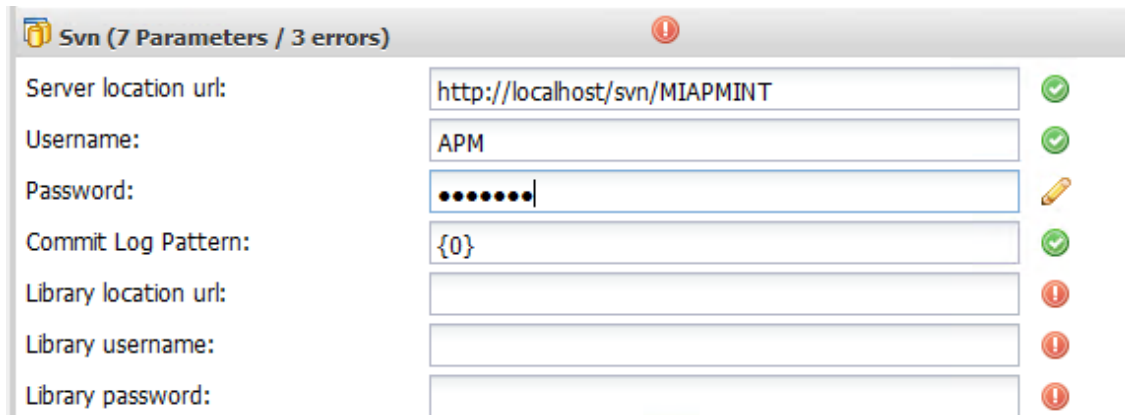 Svn (7 Parameters / 3 errors)
Server location url: http://localhost/svn/MIAPMINT
Username: APM
Password: •••••••
Commit Log Pattern: {0}
Library location url:
Library username:
Library password: